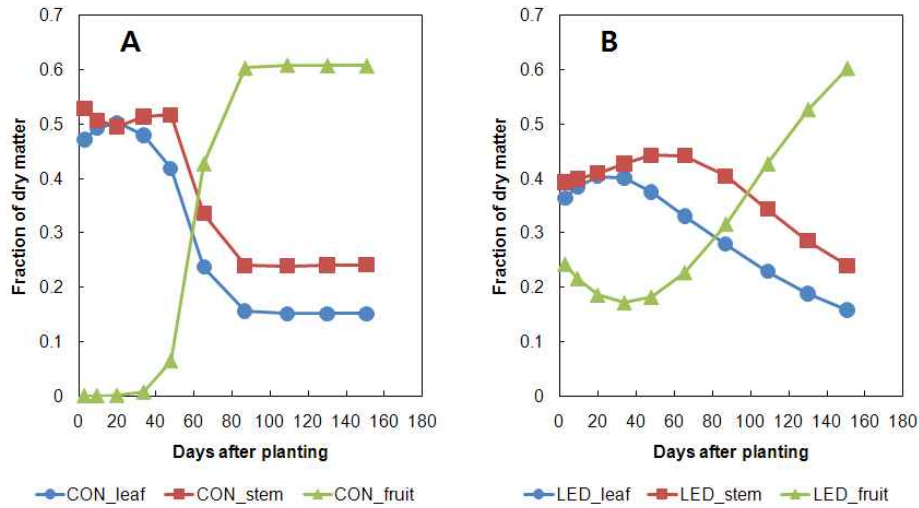 A
Fraction of dry matter
0.7
0.6
0.5
0.4
0.3
0.2
0.1
0
0 20 40 60 80 100 120 140 160 180
Days after planting
CON_leaf CON_stem CON_fruit
B
Fraction of dry matter
0.7
0.6
0.5
0.4
0.3
0.2
0.1
0
0 20 40 60 80 100 120 140 160 180
Days after planting
LED_leaf LED_stem LED_fruit